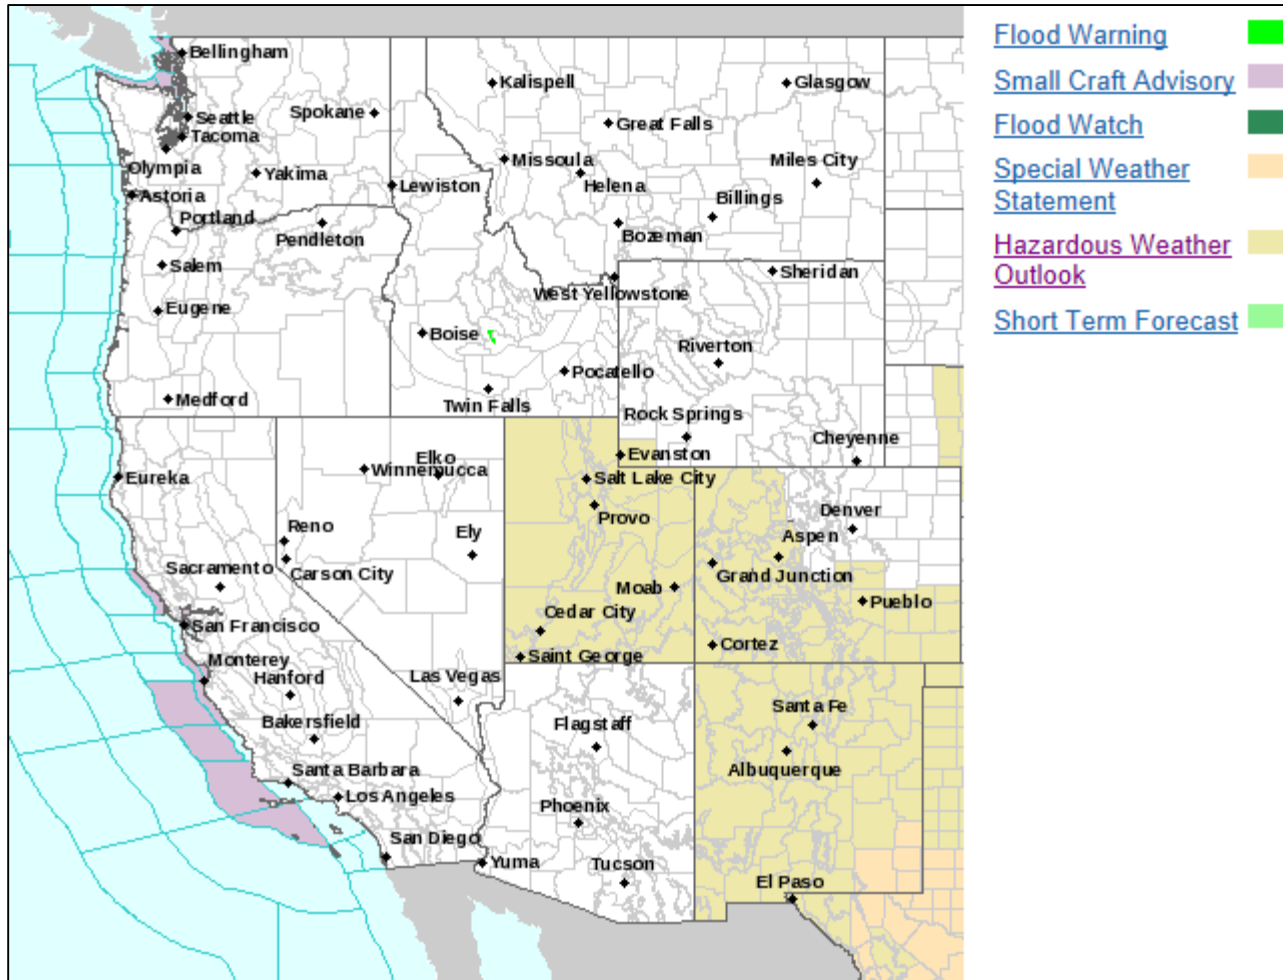 Bellingham
Flood Warning
Kalispell
Glasgow
Small Craft Advisory
Seattle
Spokane
Great Falls
Flood Watch
Tacoma
Olympia
Yakima
Missoula
Helena
Miles City
Special Weather
Statement
Lewiston
Astoria
Portland
Billings
Pendleton
Bozeman
Hazardous Weather
Outlook
Salem
Sheridan
West Yellowstone
Eugene
Short Term Forecast
Boise
Riverton
Pocatello
Medford
Twin Falls
Rock Springs
Cheyenne
Elko
Evanston
Winnemucca
Eureka
Salt Lake City
Provo
Denver
Reno
Ely
Aspen
Sacramento
Carson City
Grand Junction
Moab
Pueblo
Cedar City
San Francisco
Cortez
Saint George
Monterey
Hanford
Las Vegas
Santa Fe
Bakersfield
Flagstaff
Albuquerque
Santa Barbara
Los Angeles
Phoenix
San Diego
Yuma
Tucson
El Paso